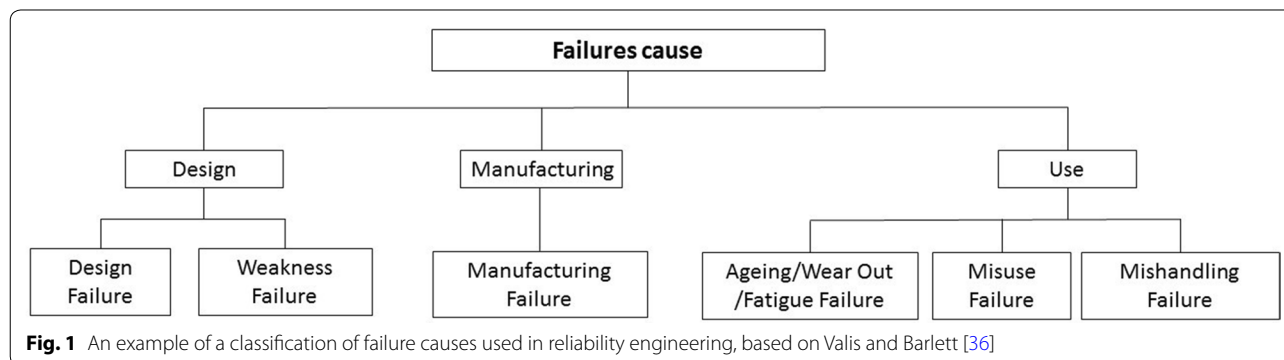 Failures cause
Design
Manufacturing
Use
Design
Failure
Weakness
Failure
Manufacturing
Failure
Ageing/Wear Out
/Fatigue Failure
Misuse
Failure
Mishandling
Failure
Fig. 1 An example of a classification of failure causes used in reliability engineering, based on Valis and Barlett [36]